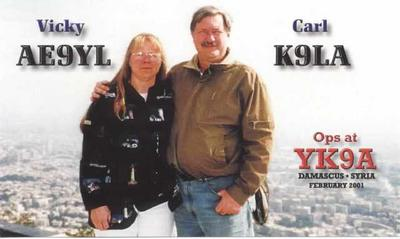 Vicky
AE9YL
Carl
K9LA
Ops at
YK9A
DAMASCUS • SYRIA
FEBRUARY 2001